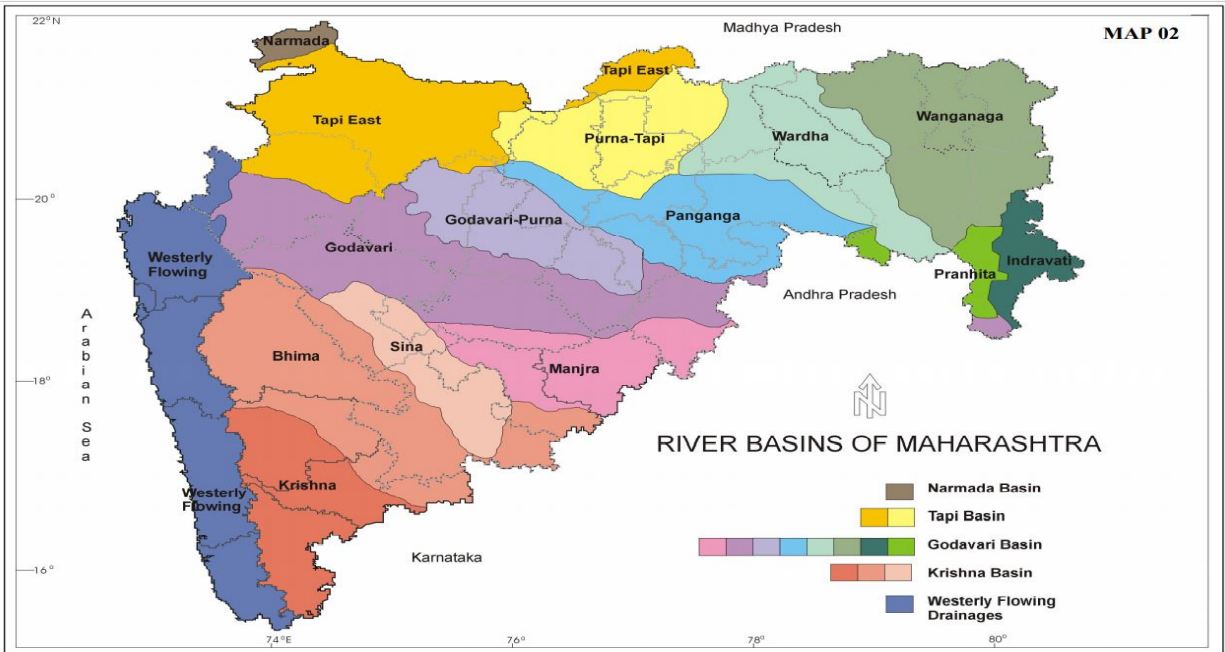 22°N
Madhya Pradesh
MAP 02
Narmada
Tapi East
Tapi East
Purna-Tapi
Wardha
Wanganaga
20°
Godavari-Purna
Panganga
Godavari
Westerly
Flowing
Pranhita
Indravati
Andhra Pradesh
Arabian Sea
Bhima
Sina
Manjra
18°
N
RIVER BASINS OF MAHARASHTRA
Krishna
Westerly
Flowing
Narmada Basin
Tapi Basin
Godavari Basin
Karnataka
16°
Krishna Basin
Westerly Flowing
Drainages
74°E
76°
78°
80°